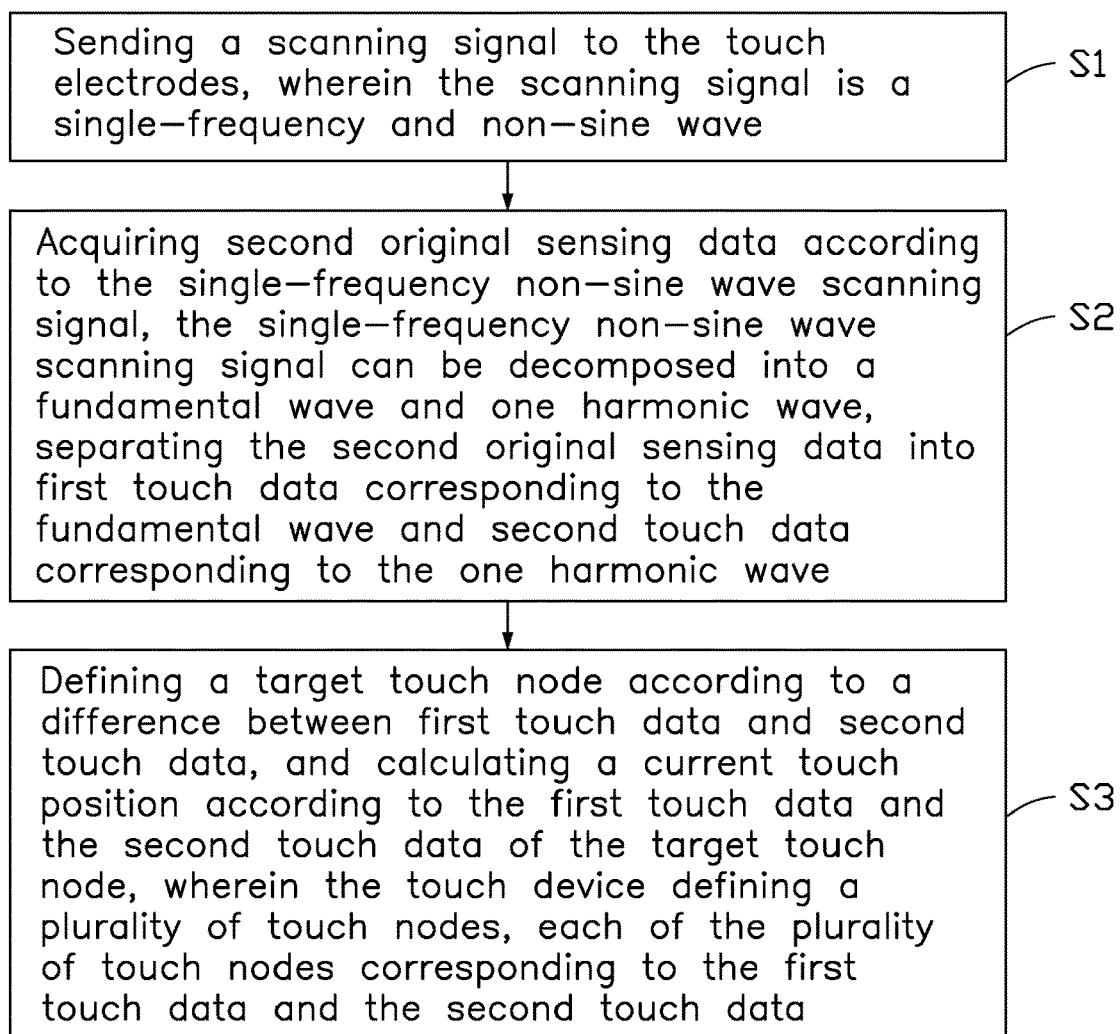 Sending a scanning signal to the touch
electrodes, wherein the scanning signal is a
single-frequency and non-sine wave
S1
Acquiring second original sensing data according
to the single-frequency non-sine wave scanning
signal, the single-frequency non-sine wave
scanning signal can be decomposed into a
fundamental wave and one harmonic wave,
separating the second original sensing data into
first touch data corresponding to the
fundamental wave and second touch data
corresponding to the one harmonic wave
S2
Defining a target touch node according to a
difference between first touch data and second
touch data, and calculating a current touch
position according to the first touch data and
the second touch data of the target touch
node, wherein the touch device defining a
plurality of touch nodes, each of the plurality
of touch nodes corresponding to the first
touch data and the second touch data
S3